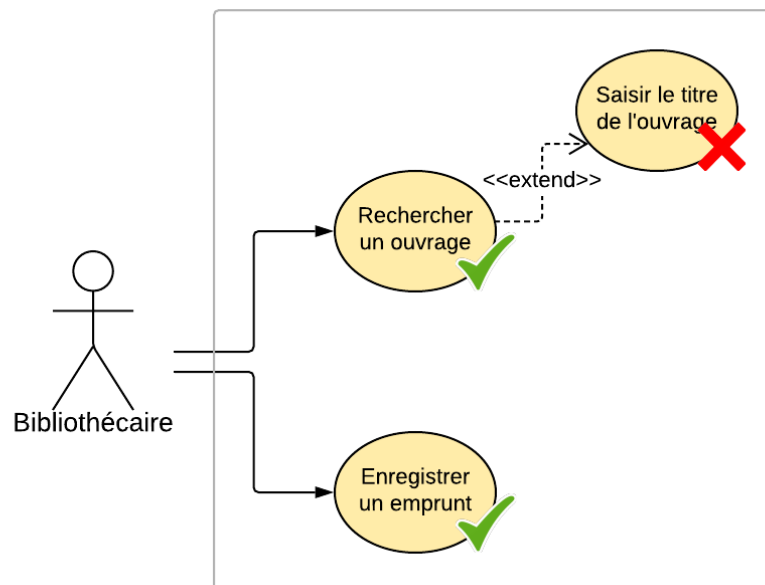 Saisir le titre
de l'ouvrage
<<extend>>
Rechercher
un ouvrage
Bibliothécaire
Enregistrer
un emprunt